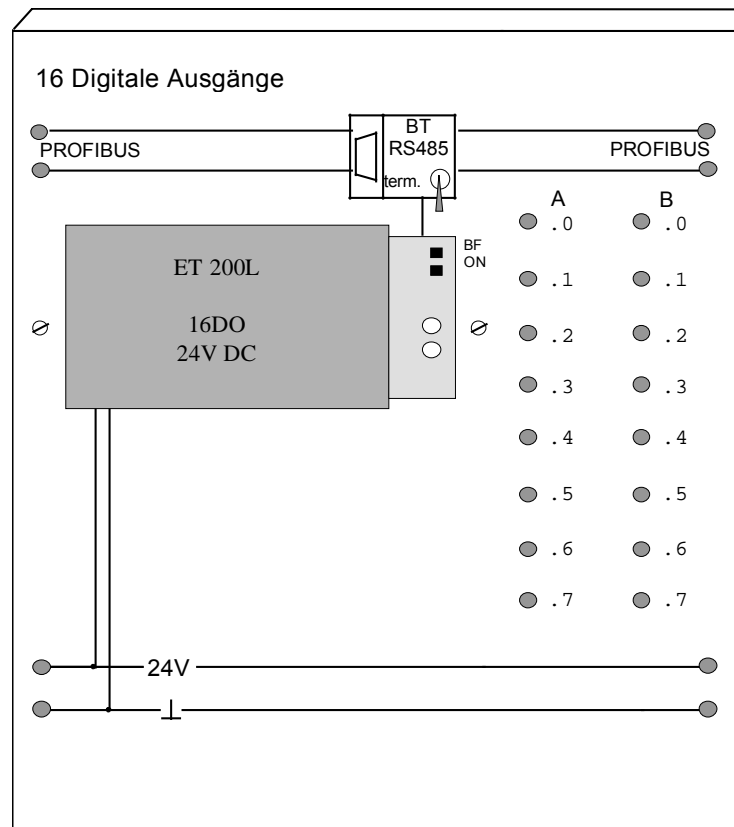 16 Digitale Ausgänge
BT
RS485
term.
PROFIBUS
PROFIBUS
A B
.0 .0
BF
ON
ET 200L
16DO
24V DC
.1 .1
.2 .2
.3 .3
.4 .4
.5 .5
.6 .6
.7 .7
24V